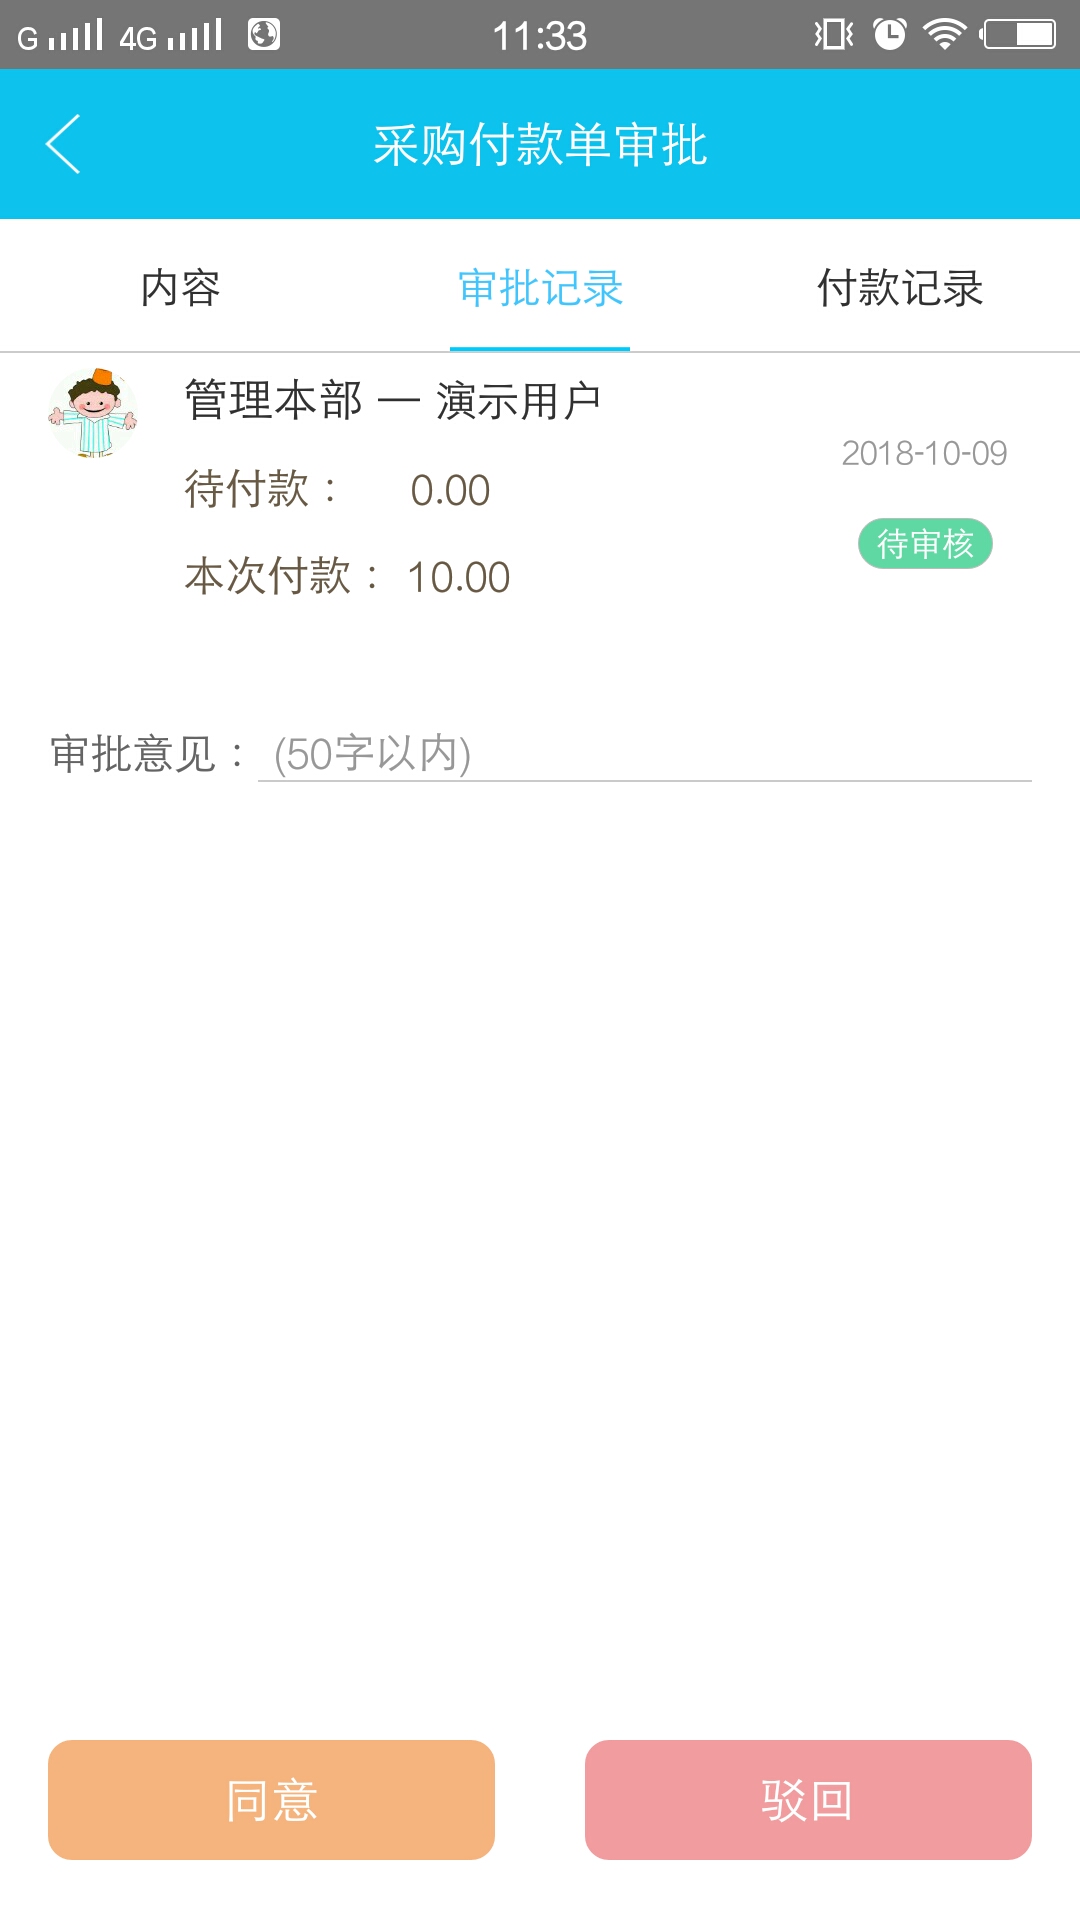 G 4G 11:33
采购付款单审批
内容 审批记录 付款记录
管理本部 — 演示用户
2018-10-09
待付款： 0.00
待审核
本次付款： 10.00
审批意见： (50字以内)
同意 驳回